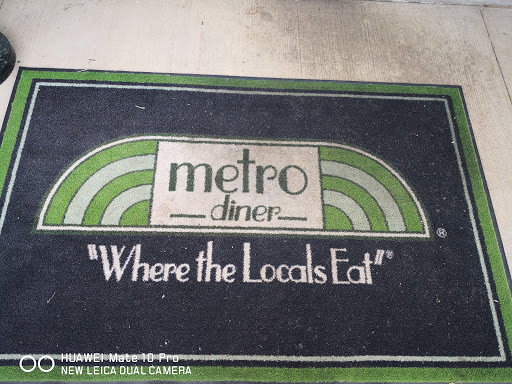 metro
diner
®
"Where the Locals Eat"®
HUAWEI Mate 10 Pro
NEW LEICA DUAL CAMERA